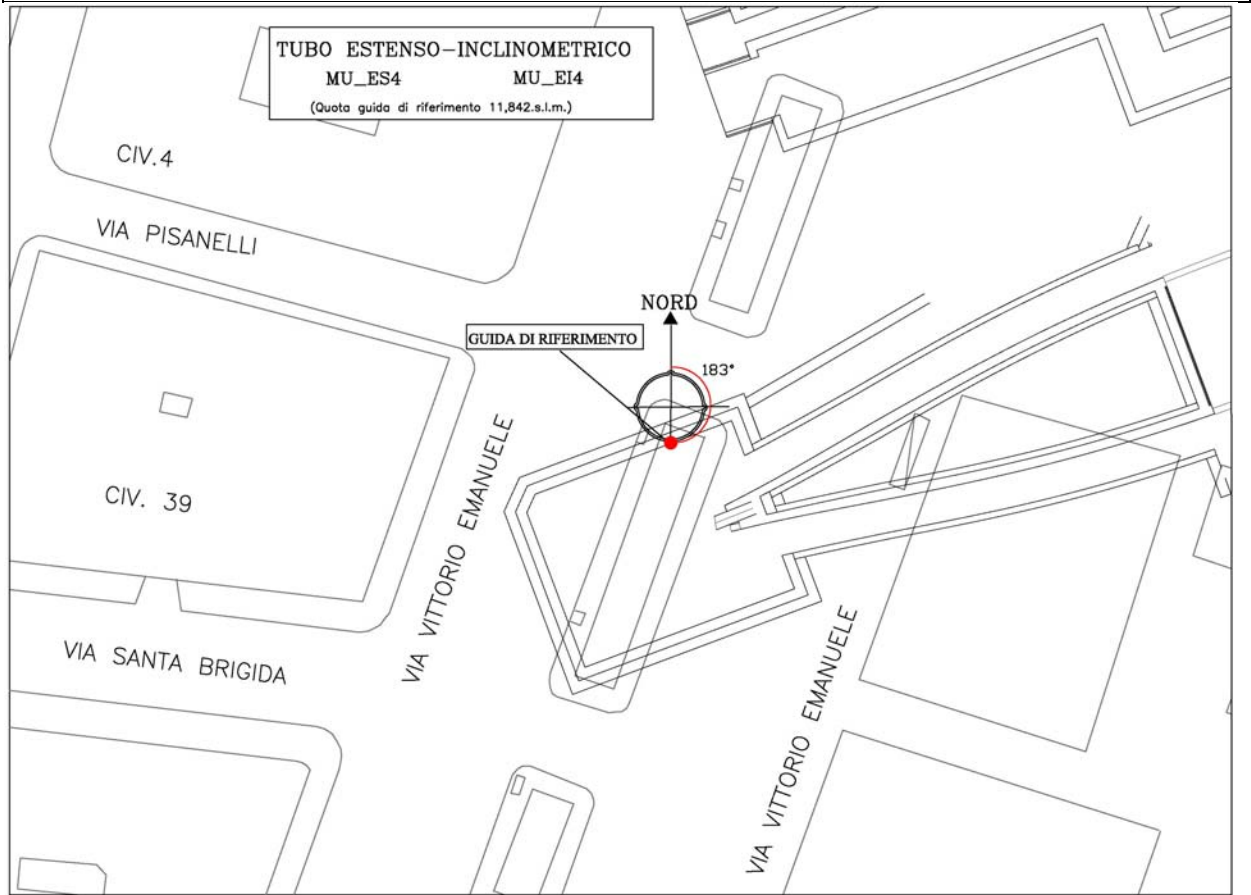 TUBO ESTENSO-INCLINOMETRICO
MU_ES4 MU_EI4
(Quota guida di riferimento 11,842.s.l.m.)
CIV.4
VIA PISANELLI
NORD
GUIDA DI RIFERIMENTO
183°
CIV. 39
VIA VITTORIO EMANUELE
VIA SANTA BRIGIDA
VIA VITTORIO EMANUELE